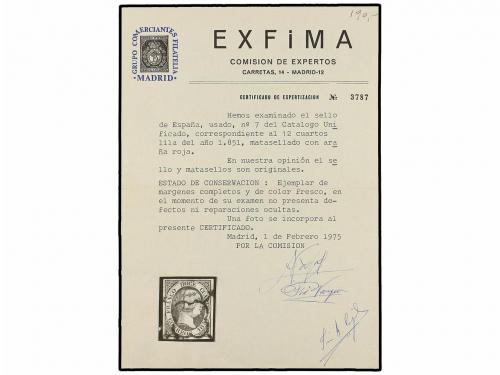 190,-
GRUPO COMERCIANTES FILATELIA
·MADRID·
EXFiMA
COMISION DE EXPERTOS
CARRETAS, 14 - MADRID-12
CERTIFICADO DE EXPERTIZACION Nº 3787
Hemos examinado el sello
de España, usado, nº 7 del Catalogo Uni
ficado, correspondiente al 12 cuartos
lila del año 1.851, matasellado con ara
ña roja.
En nuestra opinión el se
llo y matasellos son originales.
ESTADO DE CONSERWACION : Ejemplar de
margenes completos y de color fresco, en
el momento de su examen no presenta de-
fectos ni reparaciones ocultas.
Una foto se incorpora al
presente CERTIFICADO.
Madrid, 1 de Febrero 1975
POR LA COMISION